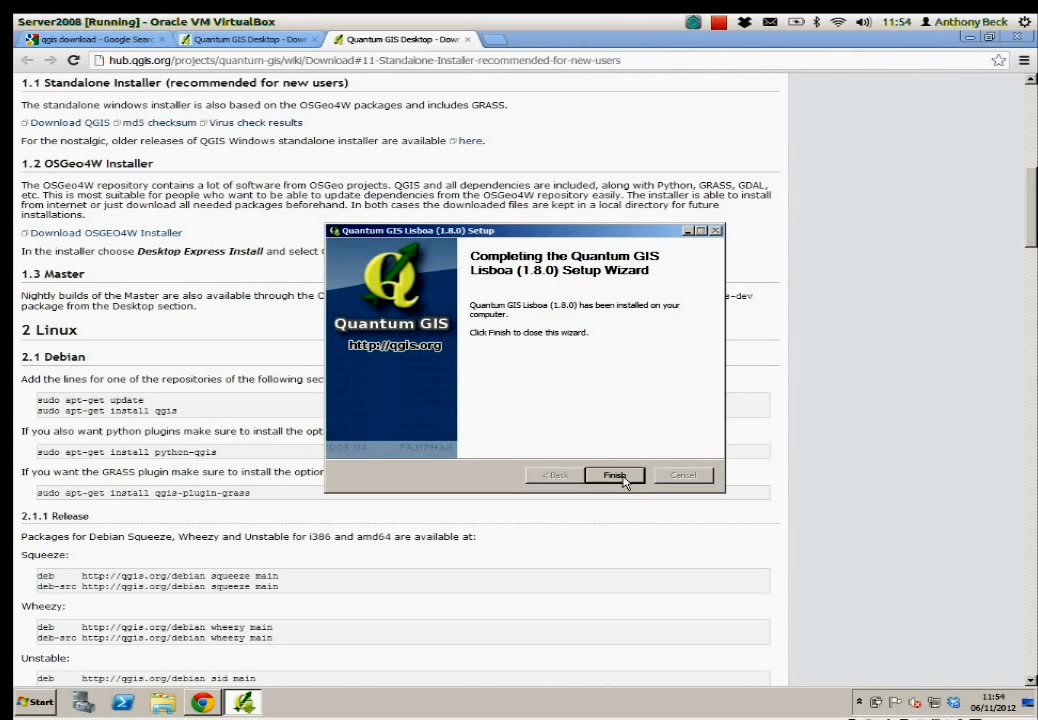 Server2008 [Running] - Oracle VM VirtualBox
11:54 Anthony Beck
qgis download - Google Searc
Quantum GIS Desktop - Dowr
Quantum GIS Desktop - Dowr
hub.qgis.org/projects/quantum-gis/wiki/Download#11-Standalone-Installer-recommended-for-new-users
1.1 Standalone Installer (recommended for new users)
The standalone windows installer is also based on the OSGeo4W packages and includes GRASS.
Download QGIS md5 checksum Virus check results
For the nostalgic, older releases of QGIS Windows standalone installer are available here.
1.2 OSGeo4W Installer
The OSGeo4W repository contains a lot of software from OSGeo projects. QGIS and all dependencies are included, along with Python, GRASS, GDAL,
etc. This is most suitable for people who want to be able to update dependencies from the OSGeo4W repository easily. The installer is able to install
from internet or just download all needed packages beforehand. In both cases the downloaded files are kept in a local directory for future
installations.
Download OSGEO4W Installer
In the installer choose Desktop Express Install and select
1.3 Master
Nightly builds of the Master are also available through the O
s-dev
package from the Desktop section.
2 Linux
2.1 Debian
Add the lines for one of the repositories of the following sec
sudo apt-get update
sudo apt-get install qgis
If you also want python plugins make sure to install the opt
sudo apt-get install python-qgis
If you want the GRASS plugin make sure to install the option
sudo apt-get install qgis-plugin-grass
2.1.1 Release
Packages for Debian Squeeze, Wheezy and Unstable for i386 and amd64 are available at:
Squeeze:
deb http://qgis.org/debian squeeze main
deb-src http://qgis.org/debian squeeze main
Wheezy:
deb http://qgis.org/debian wheezy main
deb-src http://qgis.org/debian wheezy main
Unstable:
deb http://qgis.org/debian sid main
Quantum GIS Lisboa (1.8.0) Setup
Quantum GIS
http://qgis.org
Completing the Quantum GIS
Lisboa (1.8.0) Setup Wizard
Quantum GIS Lisboa (1.8.0) has been installed on your
computer.
Click Finish to close this wizard.
< Back
Finish
Cancel
Start
11:54
06/11/2012